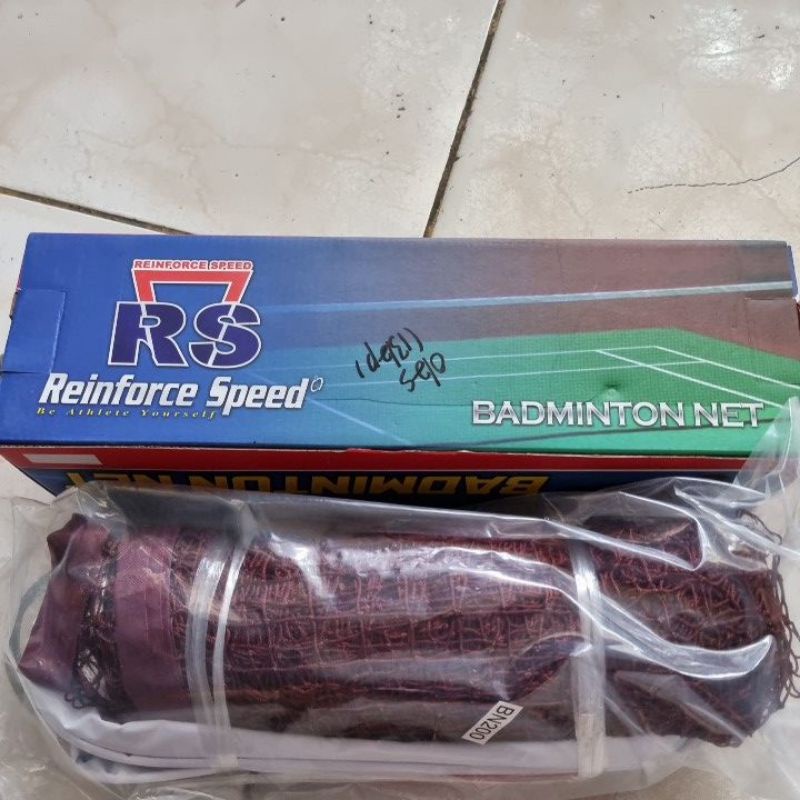 REINFORCE SPEED
RS
Reinforce Speed
Be Athlete Yourself
BADMINTON NET
BADMINTON NET
BN200